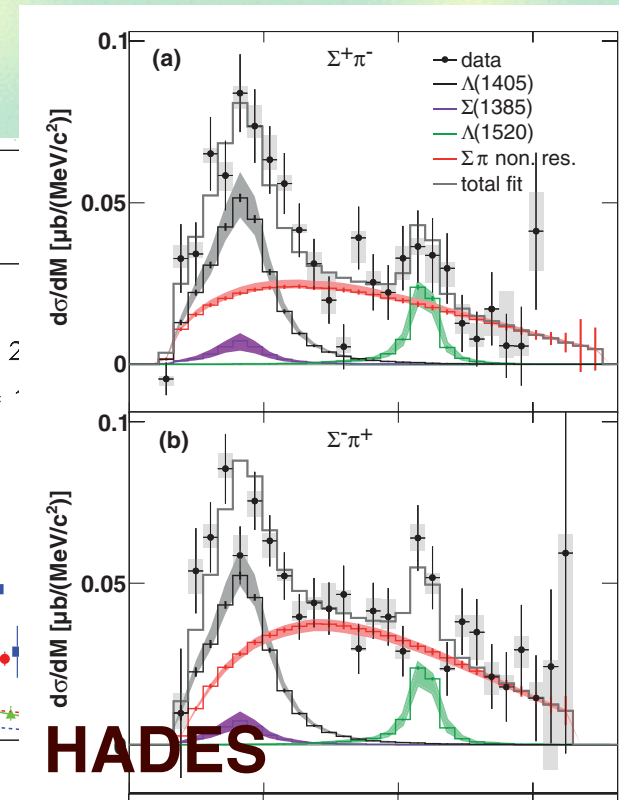 0.1
(a)
Σ⁺π⁻
data
Λ(1405)
Σ(1385)
Λ(1520)
Σπ non. res.
total fit
0.05
dσ/dM [μb/(MeV/c²)]
0
2
0.1
(b)
Σ⁻π⁺
0.05
dσ/dM [μb/(MeV/c²)]
HADES